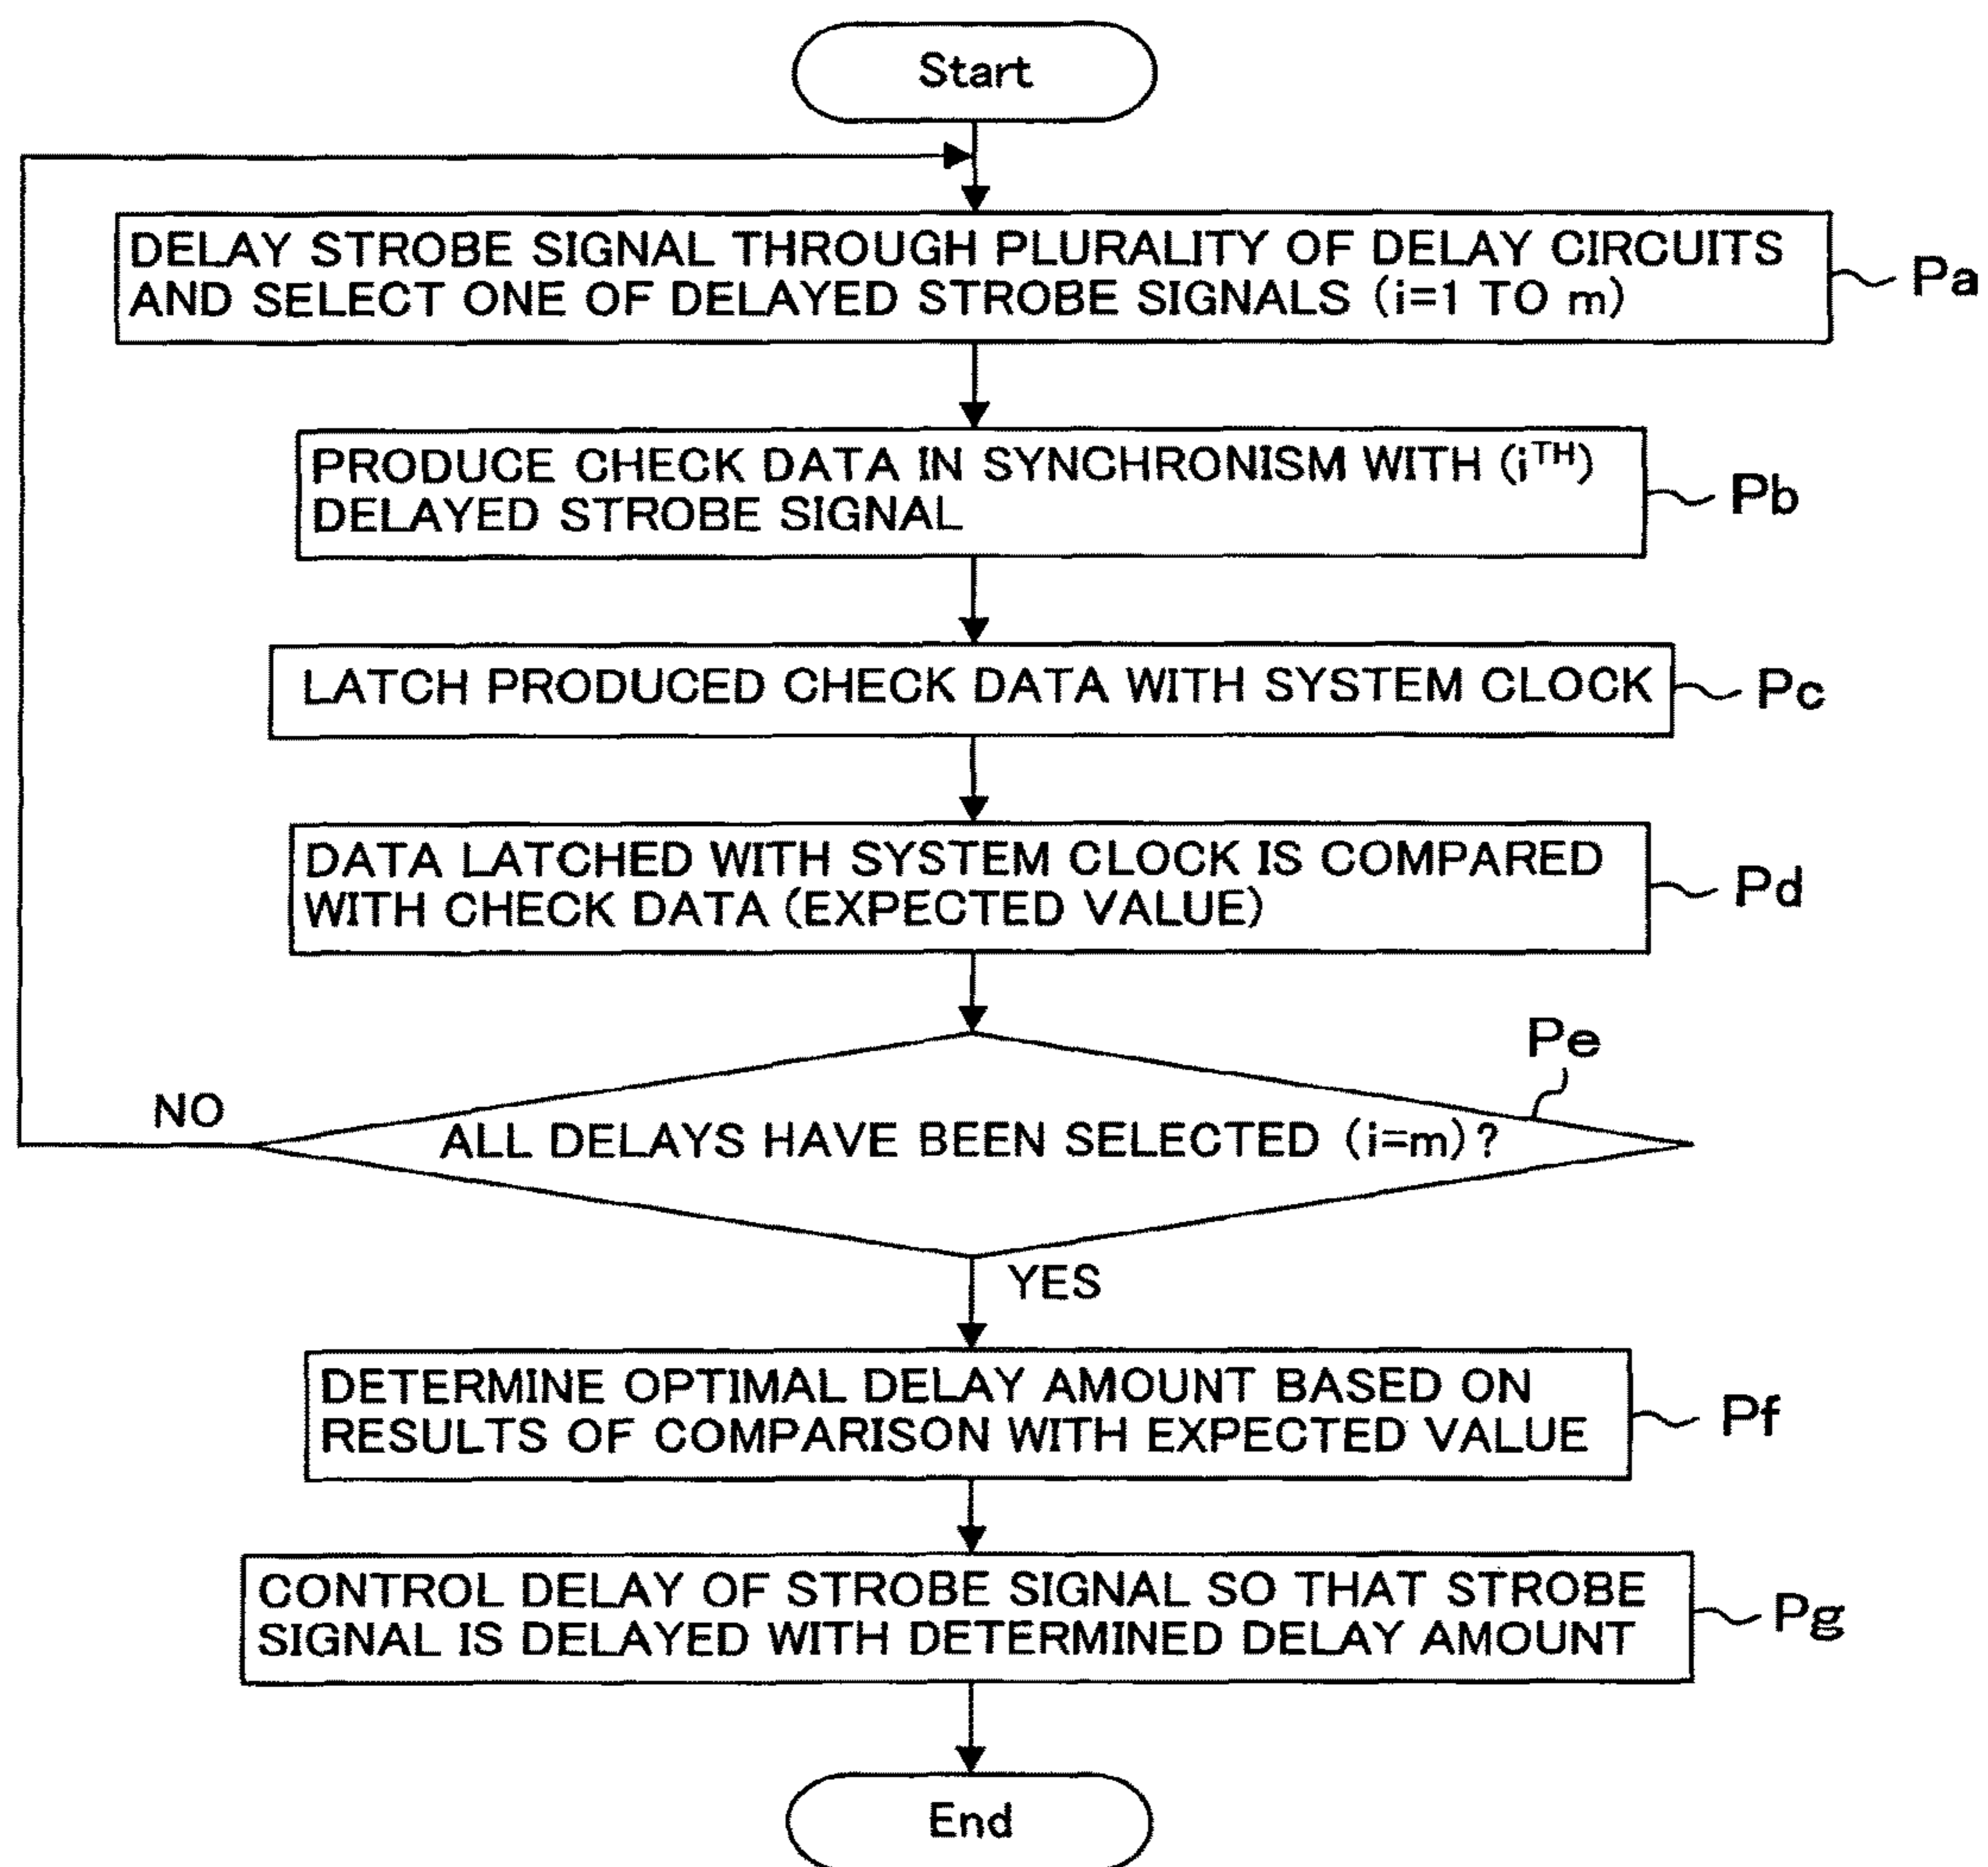 Start
DELAY STROBE SIGNAL THROUGH PLURALITY OF DELAY CIRCUITS
AND SELECT ONE OF DELAYED STROBE SIGNALS (i=1 TO m)
Pa
PRODUCE CHECK DATA IN SYNCHRONISM WITH (iTH)
DELAYED STROBE SIGNAL
Pb
LATCH PRODUCED CHECK DATA WITH SYSTEM CLOCK
Pc
DATA LATCHED WITH SYSTEM CLOCK IS COMPARED
WITH CHECK DATA (EXPECTED VALUE)
Pd
Pe
NO
ALL DELAYS HAVE BEEN SELECTED (i=m)?
YES
DETERMINE OPTIMAL DELAY AMOUNT BASED ON
RESULTS OF COMPARISON WITH EXPECTED VALUE
Pf
CONTROL DELAY OF STROBE SIGNAL SO THAT STROBE
SIGNAL IS DELAYED WITH DETERMINED DELAY AMOUNT
Pg
End